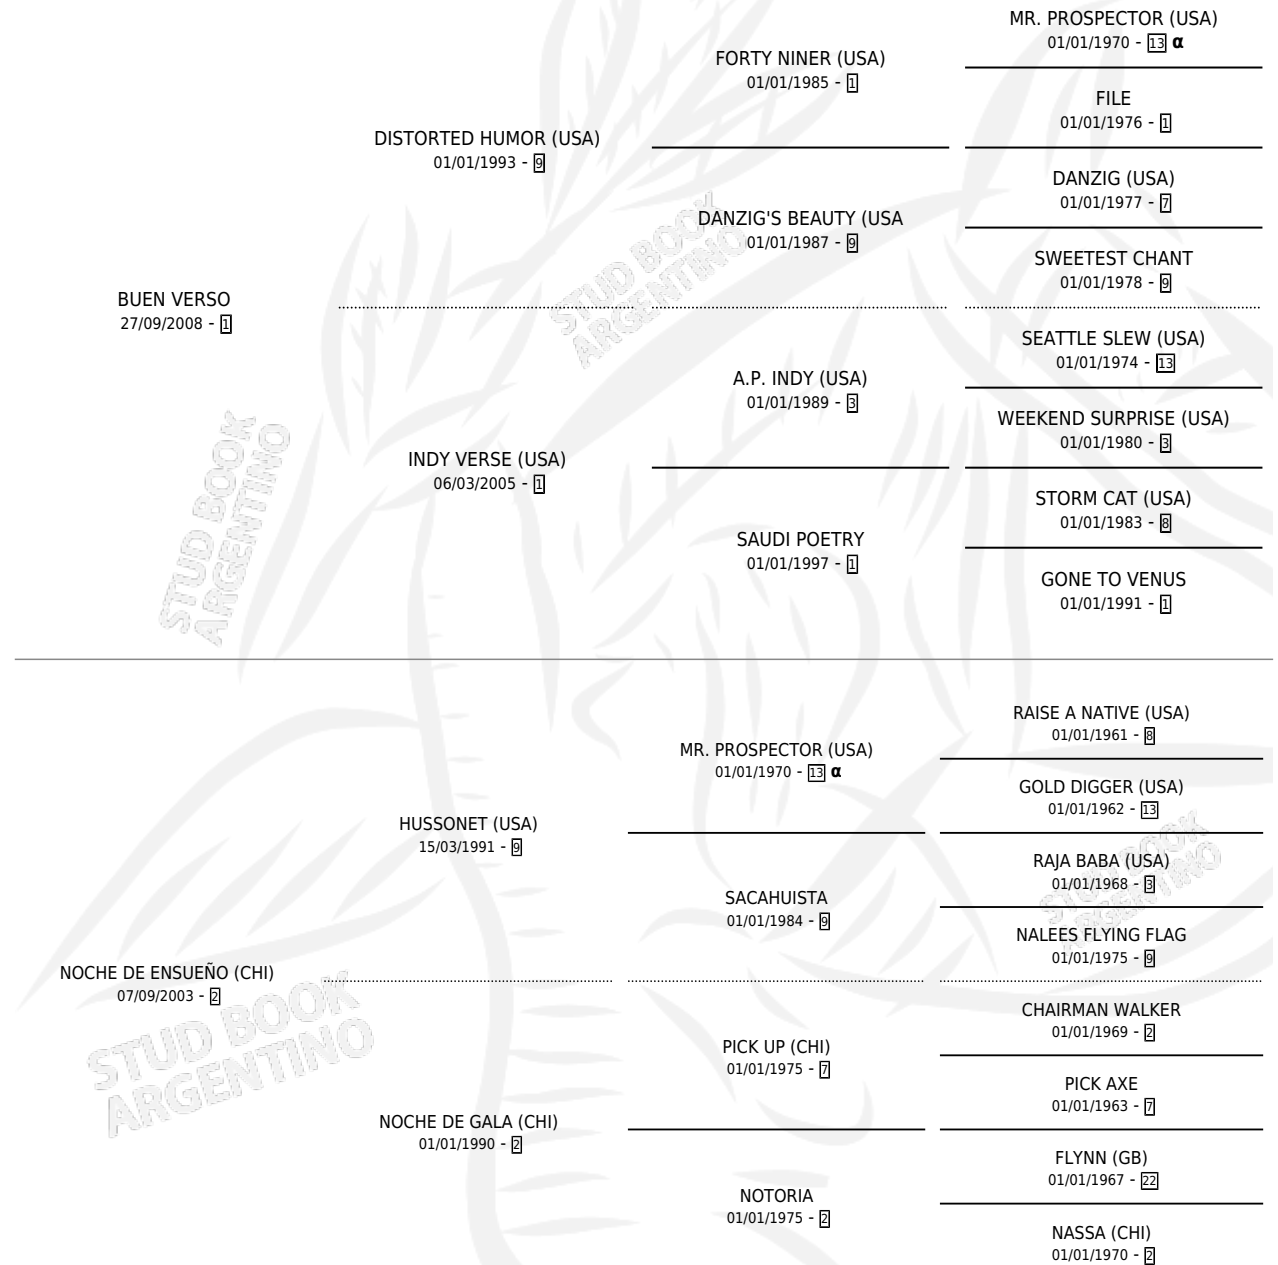 MR. PROSPECTOR (USA)
01/01/1970 - 13 α
FORTY NINER (USA)
01/01/1985 - 1
FILE
01/01/1976 - 1
DISTORTED HUMOR (USA)
01/01/1993 - 9
DANZIG (USA)
01/01/1977 - 7
DANZIG'S BEAUTY (USA
01/01/1987 - 9
SWEETEST CHANT
01/01/1978 - 9
BUEN VERSO
27/09/2008 - 1
SEATTLE SLEW (USA)
01/01/1974 - 13
A.P. INDY (USA)
01/01/1989 - 3
WEEKEND SURPRISE (USA)
01/01/1980 - 3
INDY VERSE (USA)
06/03/2005 - 1
STORM CAT (USA)
01/01/1983 - 8
SAUDI POETRY
01/01/1997 - 1
GONE TO VENUS
01/01/1991 - 1
STUD BOOK
ARGENTINO
STUD BOOK
ARGENTINO
RAISE A NATIVE (USA)
01/01/1961 - 8
MR. PROSPECTOR (USA)
01/01/1970 - 13 α
GOLD DIGGER (USA)
01/01/1962 - 13
HUSSONET (USA)
15/03/1991 - 9
RAJA BABA (USA)
01/01/1968 - 3
SACAHUISTA
01/01/1984 - 9
NALEES FLYING FLAG
01/01/1975 - 9
NOCHE DE ENSUEÑO (CHI)
07/09/2003 - 2
CHAIRMAN WALKER
01/01/1969 - 2
PICK UP (CHI)
01/01/1975 - 7
PICK AXE
01/01/1963 - 7
NOCHE DE GALA (CHI)
01/01/1990 - 2
FLYNN (GB)
01/01/1967 - 22
NOTORIA
01/01/1975 - 2
NASSA (CHI)
01/01/1970 - 2
STUD BOOK
ARGENTINO
STUD BOOK
ARGENTINO